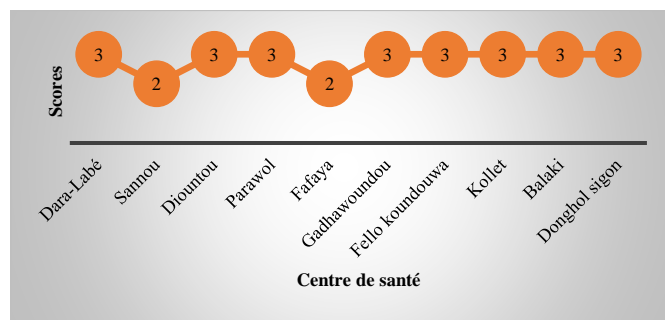 3 2 3 3 2 3 3 3 3 3
Scores
Dara-Labé
Sannou
Diountou
Parawol
Fafaya
Gadhawoundou
Fello koundouwa
Kollet
Balaki
Donghol sigon
Centre de santé